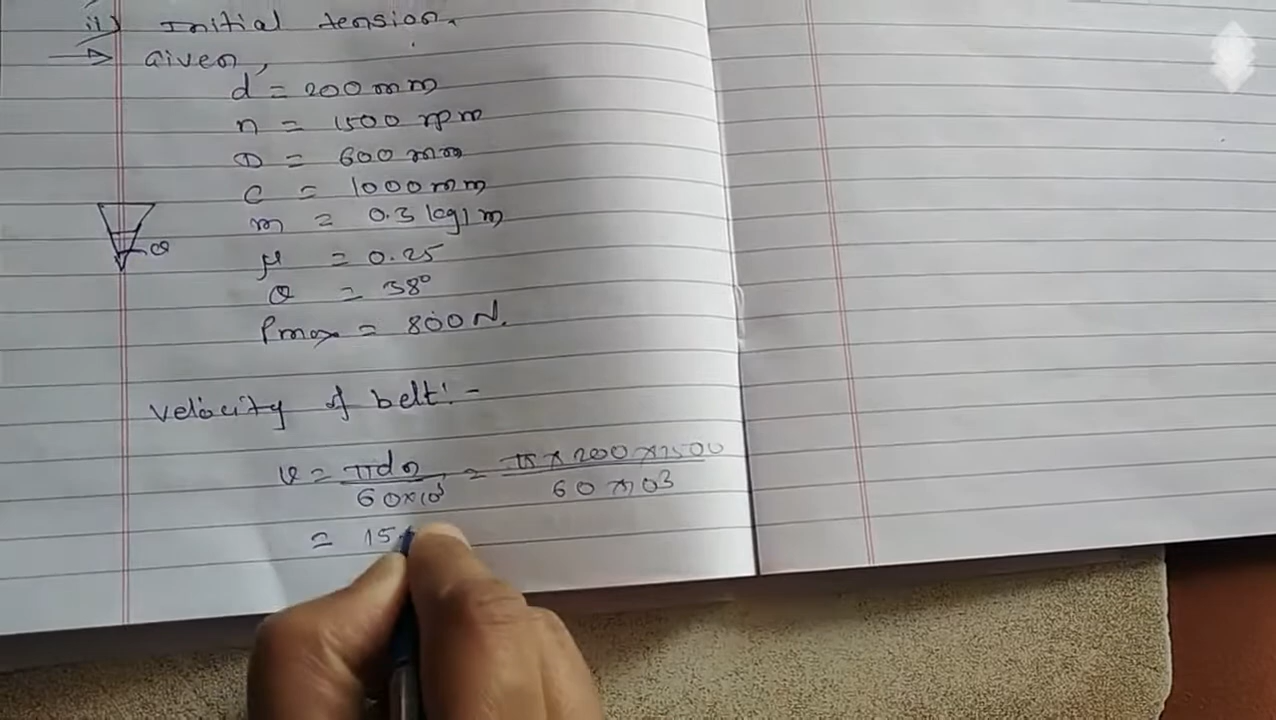 ii) Initial tension.
→ Given,
d = 200 mm
n = 1500 rpm
D = 600 mm
C = 1000 mm
m = 0.3 kg/m
μ = 0.25
θ
θ = 38°
Pmax = 800 N.
Velocity of belt:-
v = πdn / 60×10³ = π × 200 × 1500 / 60 × 10³
= 15.